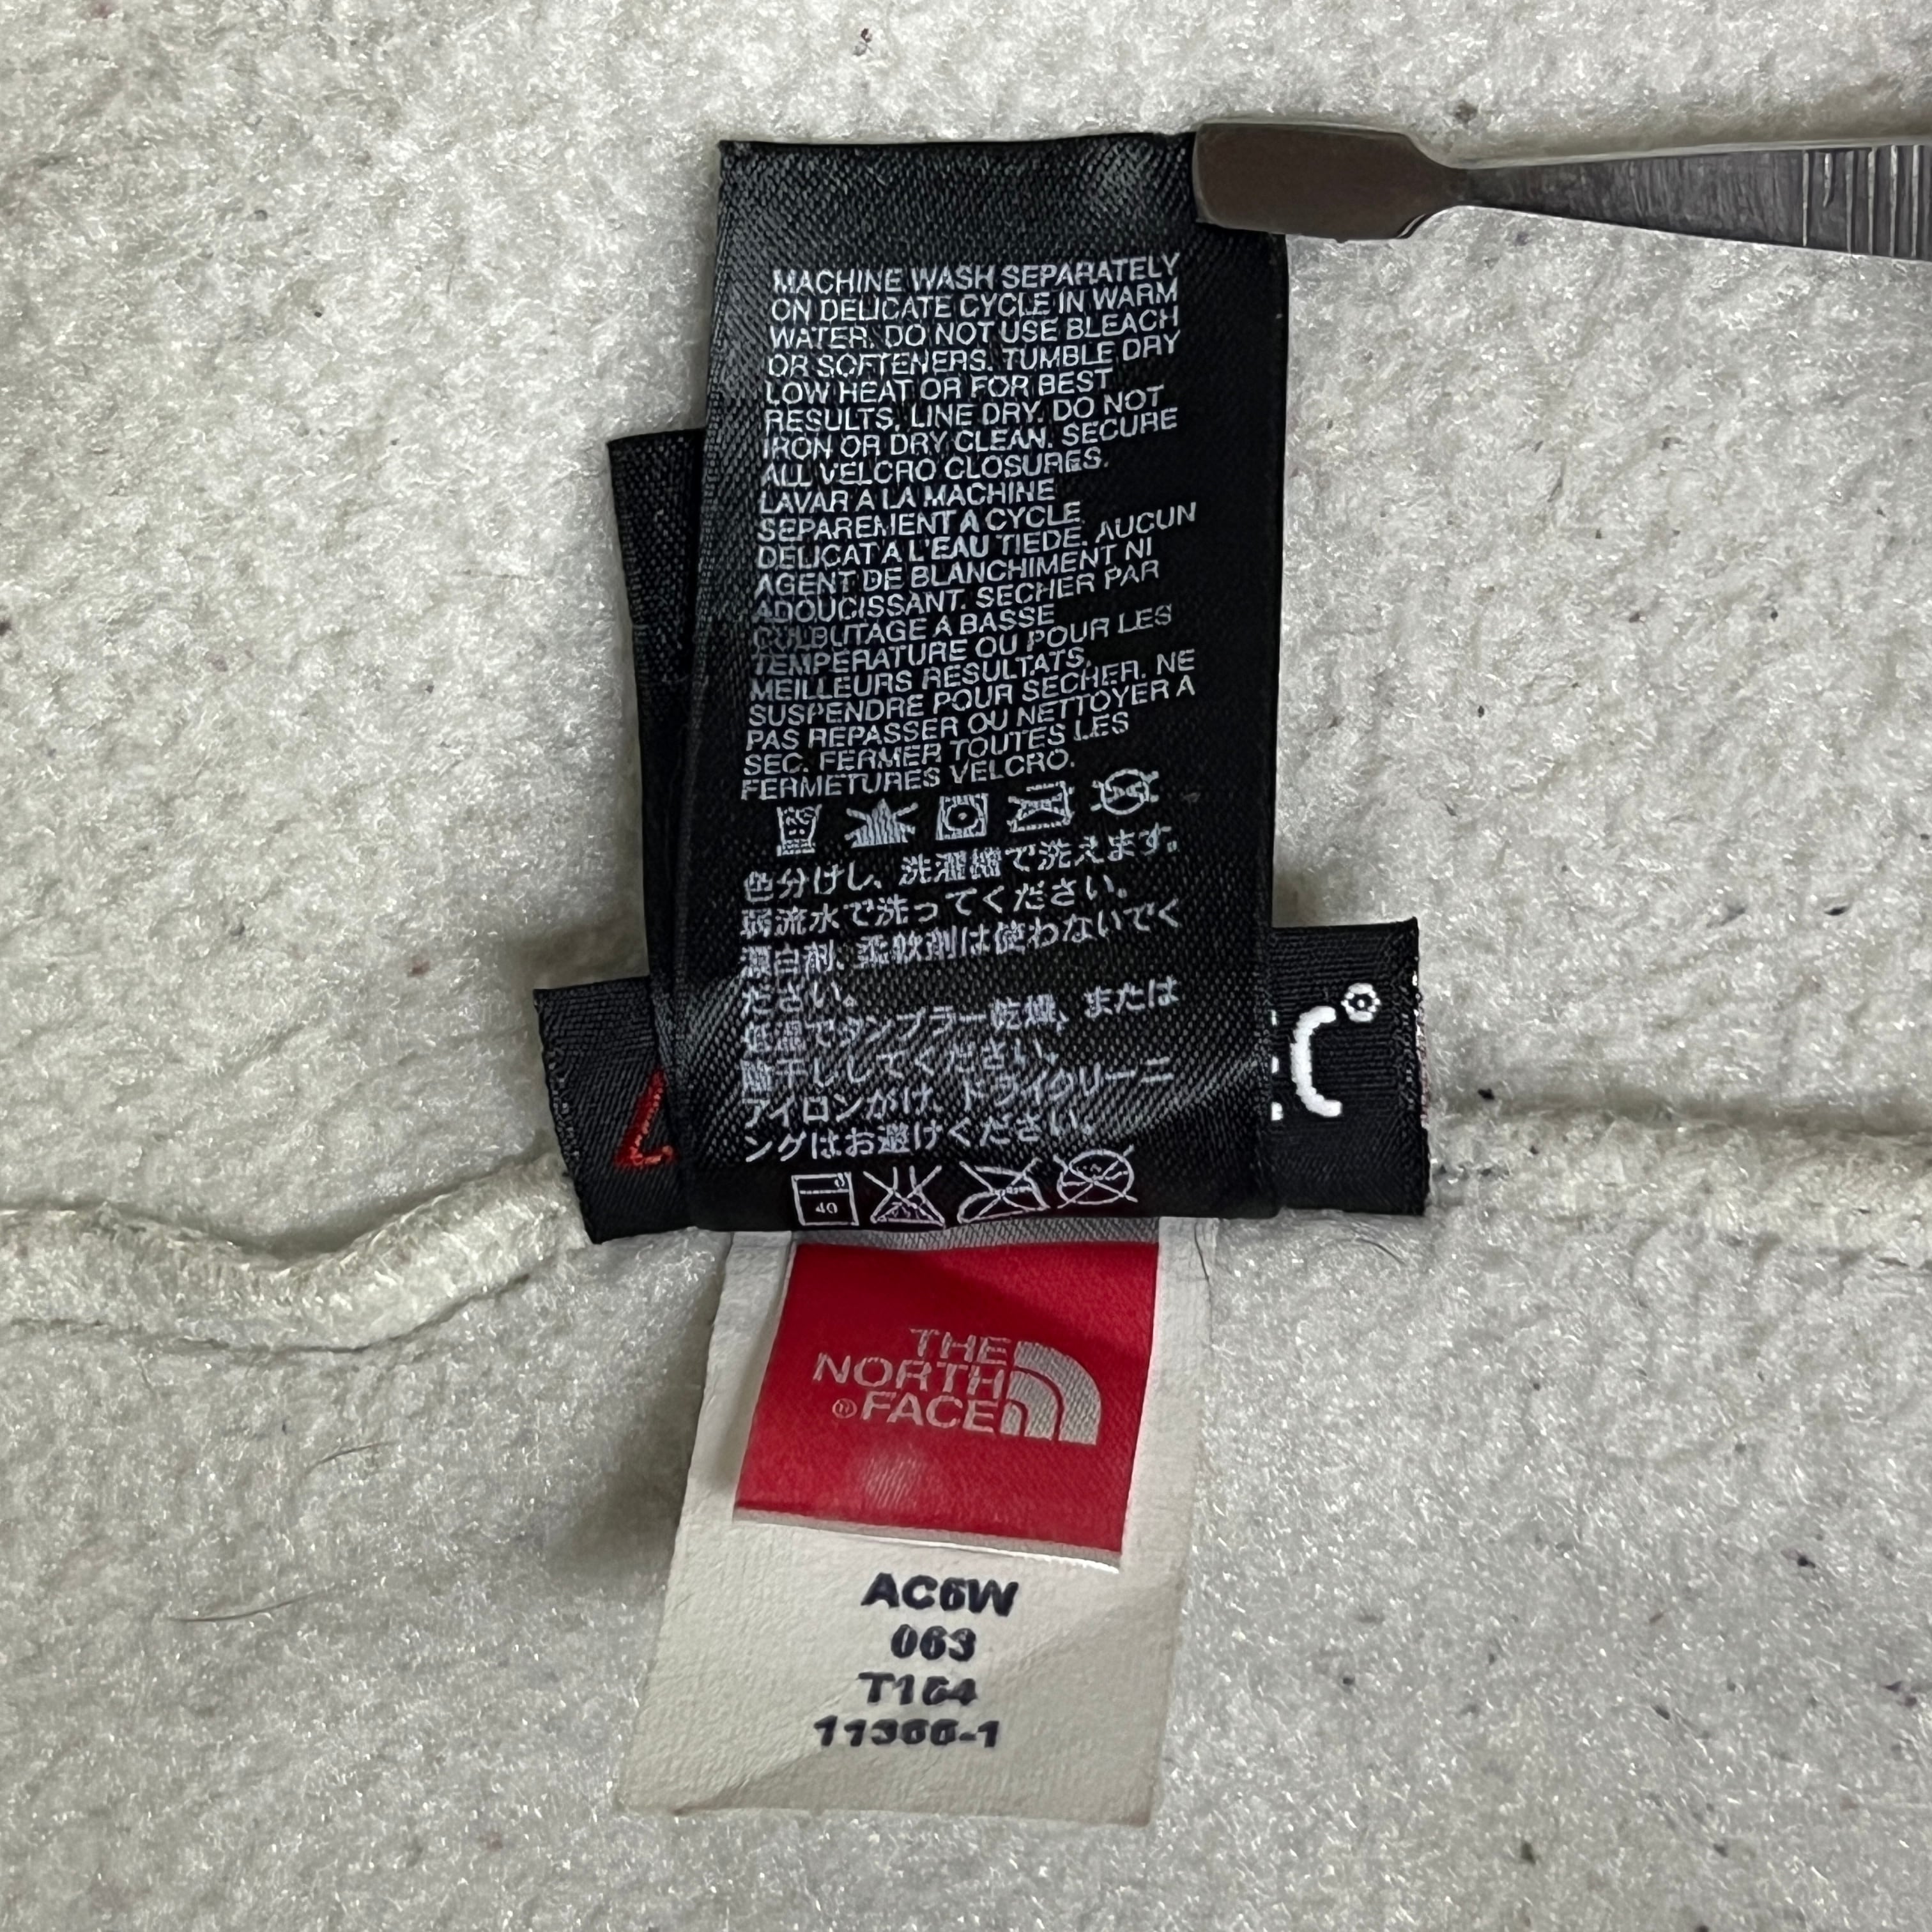 MACHINE WASH SEPARATELY
ON DELICATE CYCLE IN WARM
WATER. DO NOT USE BLEACH
OR SOFTENERS. TUMBLE DRY
LOW HEAT OR FOR BEST
RESULTS, LINE DRY. DO NOT
IRON OR DRY CLEAN. SECURE
ALL VELCRO CLOSURES.
LAVAR A LA MACHINE
SEPAREMENT A CYCLE
DELICAT A L'EAU TIEDE. AUCUN
AGENT DE BLANCHIMENT NI
ADOUCISSANT. SECHER PAR
CULBUTAGE A BASSE
TEMPERATURE OU POUR LES
MEILLEURS RESULTATS,
SUSPENDRE POUR SECHER. NE
PAS REPASSER OU NETTOYER A
SEC. FERMER TOUTES LES
FERMETURES VELCRO.
色分けし、洗濯機で洗えます。
弱流水で洗ってください。
漂白剤、柔軟剤は使わないでく
ださい。
低温でタンブラー乾燥、または
陰干ししてください。
アイロンがけ、ドライクリーニ
ングはお避けください。
40
C
THE
NORTH
®FACE
AC6W
063
T184
11366-1